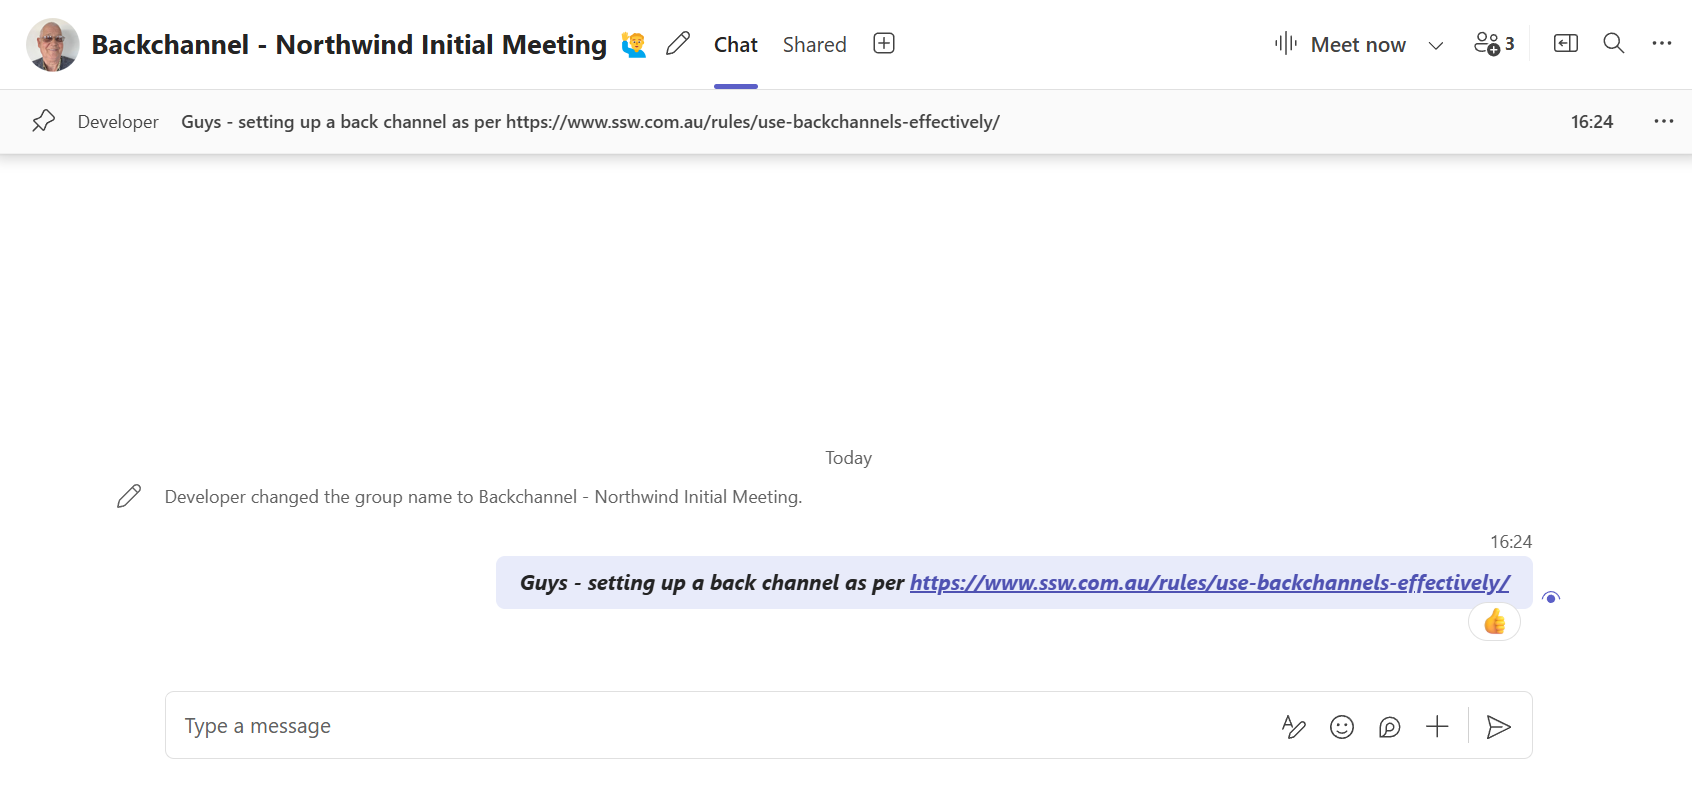 Backchannel - Northwind Initial Meeting 🙋‍♂️ Chat Shared Meet now 3
Developer Guys - setting up a back channel as per https://www.ssw.com.au/rules/use-backchannels-effectively/ 16:24
Today
Developer changed the group name to Backchannel - Northwind Initial Meeting.
16:24
Guys - setting up a back channel as per https://www.ssw.com.au/rules/use-backchannels-effectively/
👍
Type a message